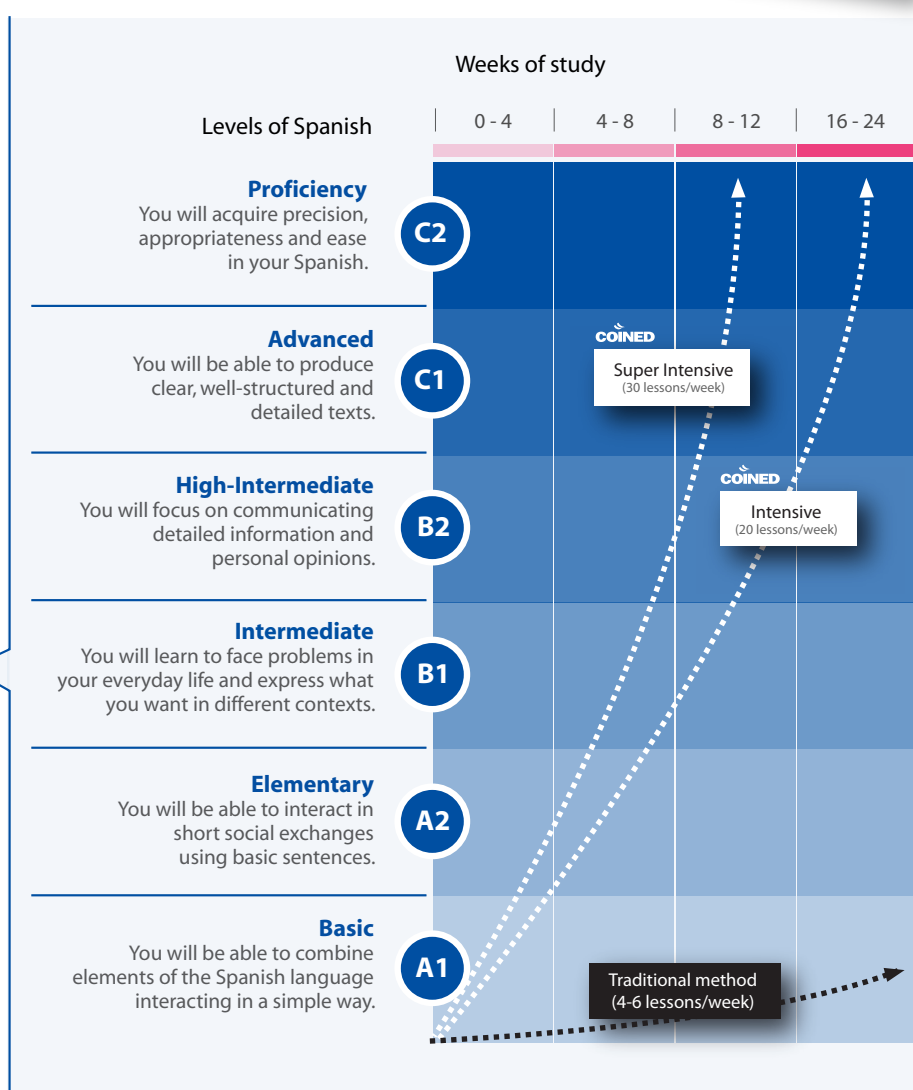 Weeks of study
Levels of Spanish
0 - 4
4 - 8
8 - 12
16 - 24
Proficiency
You will acquire precision,
appropriateness and ease
in your Spanish.
C2
Advanced
You will be able to produce
clear, well-structured and
detailed texts.
C1
COINED
Super Intensive
(30 lessons/week)
High-Intermediate
You will focus on communicating
detailed information and
personal opinions.
B2
COINED
Intensive
(20 lessons/week)
Intermediate
You will learn to face problems in
your everyday life and express what
you want in different contexts.
B1
Elementary
You will be able to interact in
short social exchanges
using basic sentences.
A2
Basic
You will be able to combine
elements of the Spanish language
interacting in a simple way.
A1
Traditional method
(4-6 lessons/week)